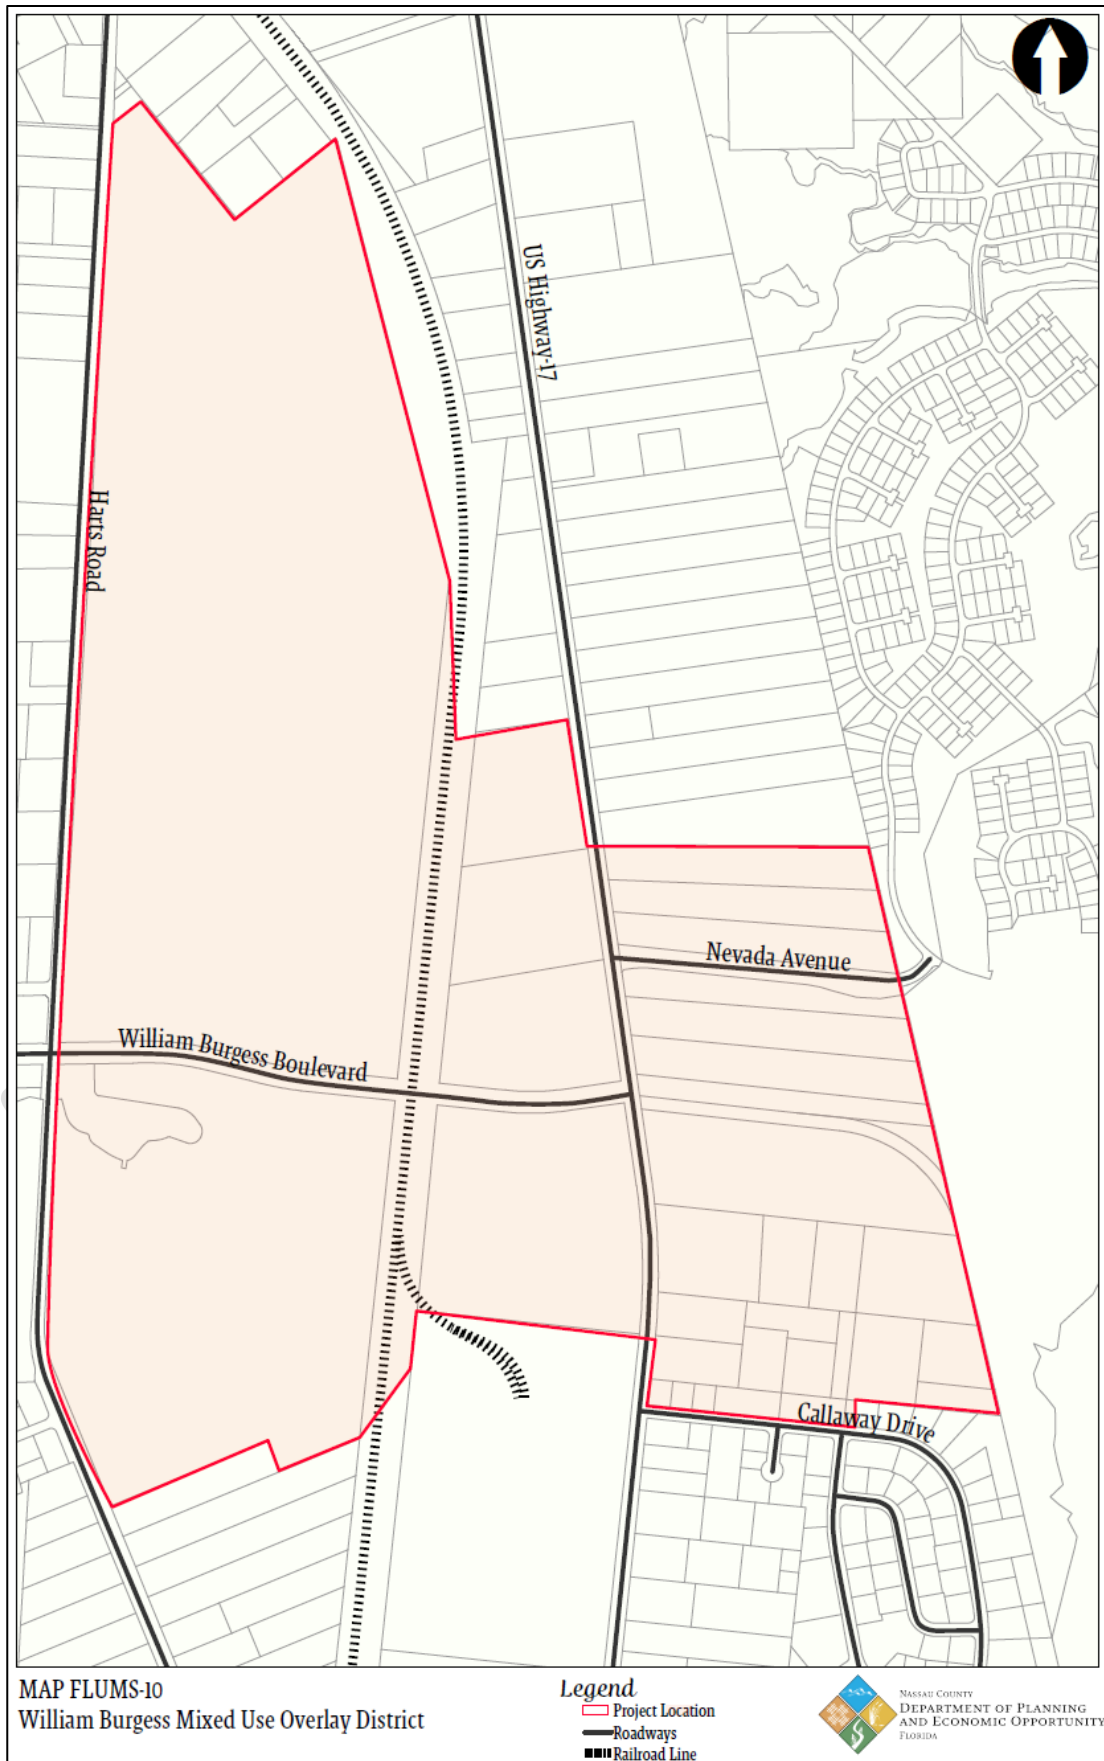 US Highway-17
Harts Road
Nevada Avenue
William Burgess Boulevard
Callaway Drive
MAP FLUMS-10
William Burgess Mixed Use Overlay District
Legend
Project Location
Roadways
Railroad Line
NASSAU COUNTY
DEPARTMENT OF PLANNING
AND ECONOMIC OPPORTUNITY
FLORIDA